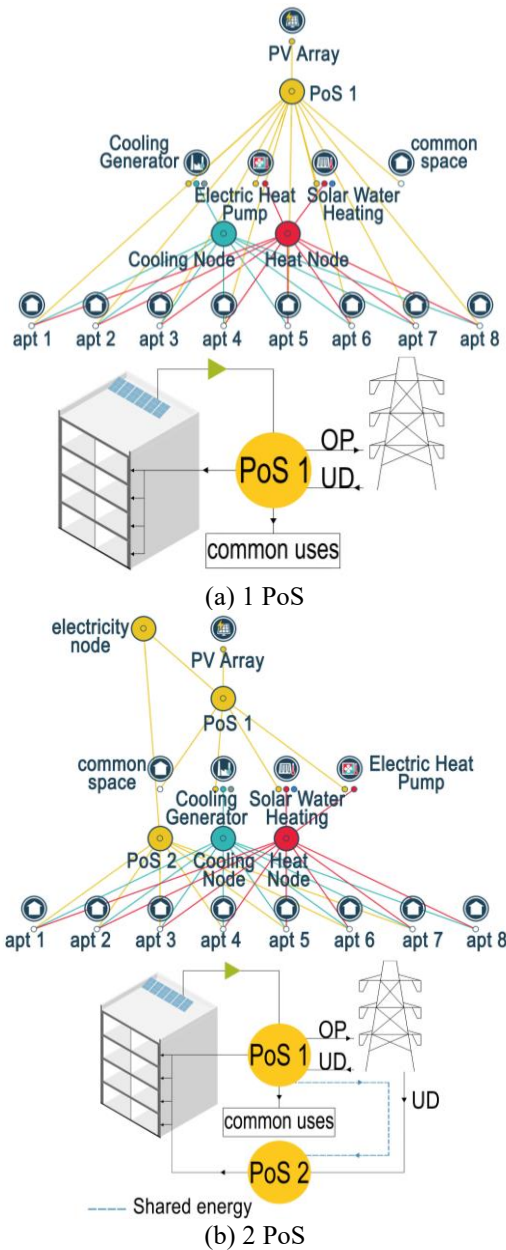 PV Array
PoS 1
Cooling
Generator
common
space
Electric Heat
Pump
Solar Water
Heating
Cooling Node
Heat Node
apt 1
apt 2
apt 3
apt 4
apt 5
apt 6
apt 7
apt 8
OP
PoS 1
UD
common uses
(a) 1 PoS
electricity
node
PV Array
PoS 1
common
space
Cooling
Generator
Solar Water
Heating
Electric Heat
Pump
PoS 2
Cooling
Node
Heat
Node
apt 1
apt 2
apt 3
apt 4
apt 5
apt 6
apt 7
apt 8
OP
PoS 1
UD
common uses
UD
PoS 2
Shared energy
(b) 2 PoS